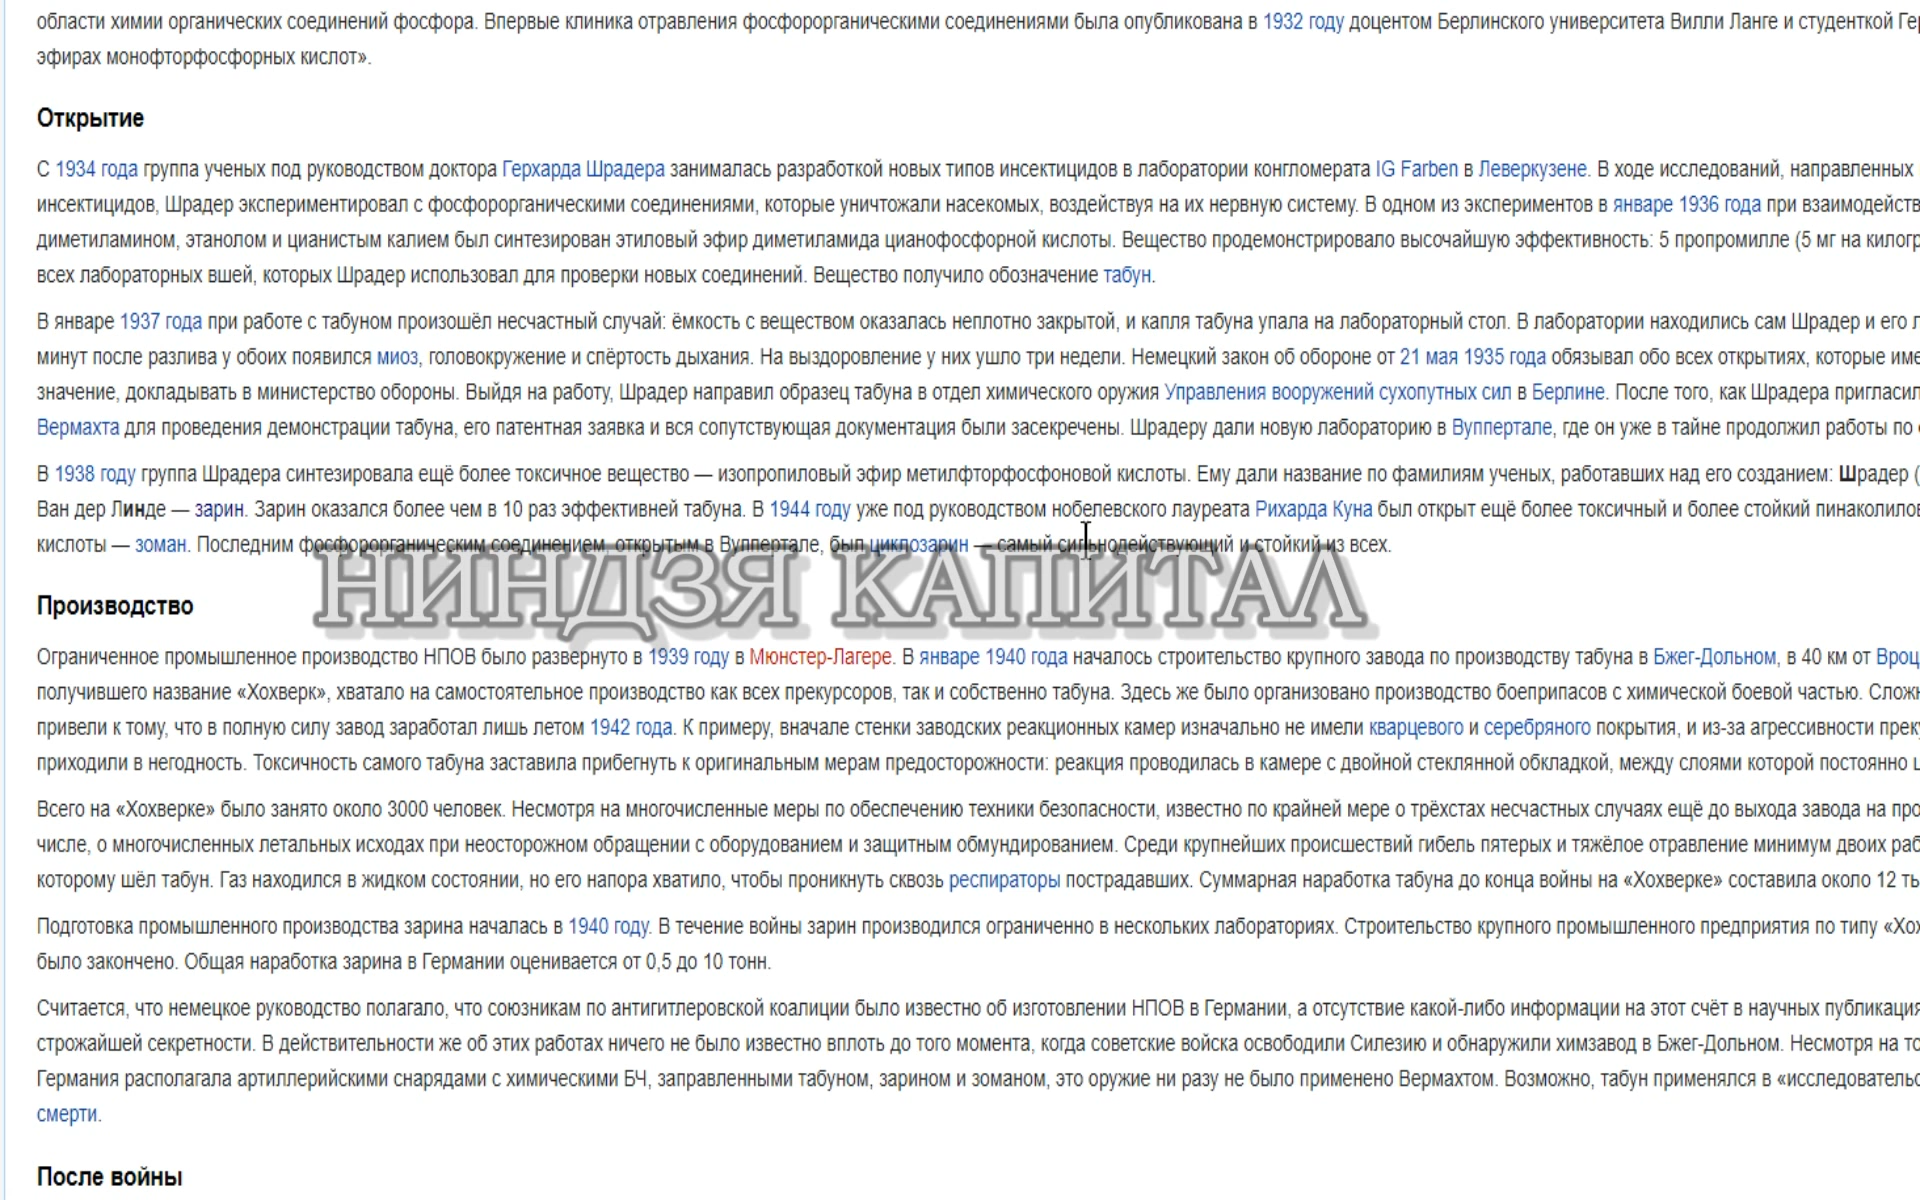 области химии органических соединений фосфора. Впервые клиника отравления фосфорорганическими соединениями была опубликована в 1932 году доцентом Берлинского университета Вилли Ланге и студенткой
эфирах монофторфосфорных кислот».
Открытие
С 1934 года группа ученых под руководством доктора Герхарда Шрадера занималась разработкой новых типов инсектицидов в лаборатории конгломерата IG Farben в Леверкузене. В ходе исследований, направленных
инсектицидов, Шрадер экспериментировал с фосфорорганическими соединениями, которые уничтожали насекомых, воздействуя на их нервную систему. В одном из экспериментов в январе 1936 года при
диметиламином, этанолом и цианистым калием был синтезирован этиловый эфир диметиламида цианофосфорной кислоты. Вещество продемонстрировало высочайшую эффективность: 5 пропромилле (5 мг на
всех лабораторных вшей, которых Шрадер использовал для проверки новых соединений. Вещество получило обозначение табун.
В январе 1937 года при работе с табуном произошёл несчастный случай: ёмкость с веществом оказалась неплотно закрытой, и капля табуна упала на лабораторный стол. В лаборатории находились сам Шрадер и его
минут после разлива у обоих появился миоз, головокружение и спёртость дыхания. На выздоровление у них ушло три недели. Немецкий закон об обороне от 21 мая 1935 года обязывал обо всех открытиях, которые
значение, докладывать в министерство обороны. Выйдя на работу, Шрадер направил образец табуна в отдел химического оружия Управления вооружений сухопутных сил в Берлине. После того, как Шрадера
Вермахта для проведения демонстрации табуна, его патентная заявка и вся сопутствующая документация были засекречены. Шрадеру дали новую лабораторию в Вуппертале, где он уже в тайне продолжил работы по
В 1938 году группа Шрадера синтезировала ещё более токсичное вещество — изопропиловый эфир метилфторфосфоновой кислоты. Ему дали название по фамилиям ученых, работавших над его созданием: Шрадер (
Ван дер Линде — зарин. Зарин оказался более чем в 10 раз эффективней табуна. В 1944 году уже под руководством нобелевского лауреата Рихарда Куна был открыт ещё более токсичный и более стойкий
кислоты — зоман. Последним фосфорорганическим соединением, открытым в Вуппертале, был циклозарин — самый сильнодействующий и стойкий из всех.
НИНДЗЯ КАПИТАЛ
Производство
Ограниченное промышленное производство НПОВ было развернуто в 1939 году в Мюнстер-Лагере. В январе 1940 года началось строительство крупного завода по производству табуна в Бжег-Дольном, в 40 км от
получившего название «Хохверк», хватало на самостоятельное производство как всех прекурсоров, так и собственно табуна. Здесь же было организовано производство боеприпасов с химической боевой частью.
привели к тому, что в полную силу завод заработал лишь летом 1942 года. К примеру, вначале стенки заводских реакционных камер изначально не имели кварцевого и серебряного покрытия, и из-за агрессивности
приходили в негодность. Токсичность самого табуна заставила прибегнуть к оригинальным мерам предосторожности: реакция проводилась в камере с двойной стеклянной обкладкой, между слоями которой постоянно
Всего на «Хохверке» было занято около 3000 человек. Несмотря на многочисленные меры по обеспечению техники безопасности, известно по крайней мере о трёхстах несчастных случаях ещё до выхода завода на
числе, о многочисленных летальных исходах при неосторожном обращении с оборудованием и защитным обмундированием. Среди крупнейших происшествий гибель пятерых и тяжёлое отравление минимум двоих
которому шёл табун. Газ находился в жидком состоянии, но его напора хватило, чтобы проникнуть сквозь респираторы пострадавших. Суммарная наработка табуна до конца войны на «Хохверке» составила около 12
Подготовка промышленного производства зарина началась в 1940 году. В течение войны зарин производился ограниченно в нескольких лабораториях. Строительство крупного промышленного предприятия по типу
было закончено. Общая наработка зарина в Германии оценивается от 0,5 до 10 тонн.
Считается, что немецкое руководство полагало, что союзникам по антигитлеровской коалиции было известно об изготовлении НПОВ в Германии, а отсутствие какой-либо информации на этот счёт в научных
строжайшей секретности. В действительности же об этих работах ничего не было известно вплоть до того момента, когда советские войска освободили Силезию и обнаружили химзавод в Бжег-Дольном. Несмотря на
Германия располагала артиллерийскими снарядами с химическими БЧ, заправленными табуном, зарином и зоманом, это оружие ни разу не было применено Вермахтом. Возможно, табун применялся в
смерти.
После войны